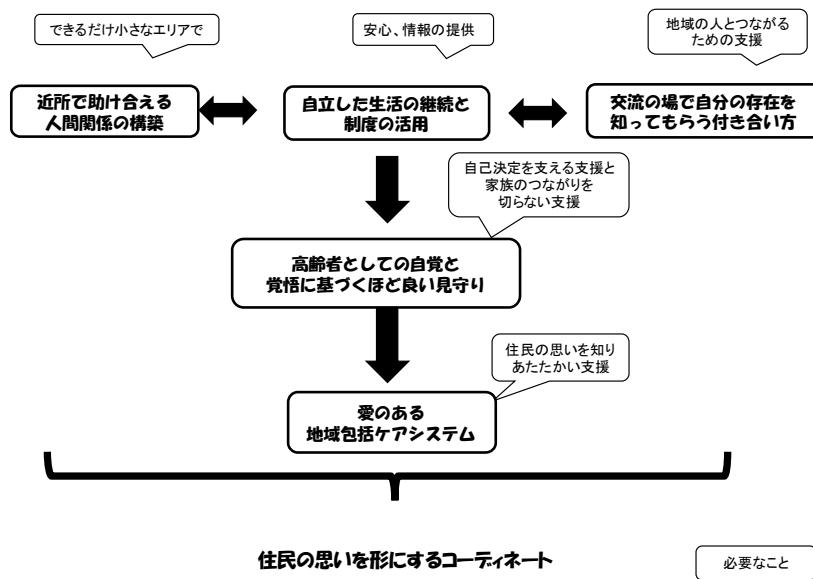 できるだけ小さなエリアで
安心、情報の提供
地域の人とつながる
ための支援
近所で助け合える
人間関係の構築
自立した生活の継続と
制度の活用
交流の場で自分の存在を
知ってもらう付き合い方
自己決定を支える支援と
家族のつながりを
切らない支援
高齢者としての自覚と
覚悟に基づくほど良い見守り
住民の思いを知り
あたたかい支援
愛のある
地域包括ケアシステム
住民の思いを形にするコーディネート
必要なこと